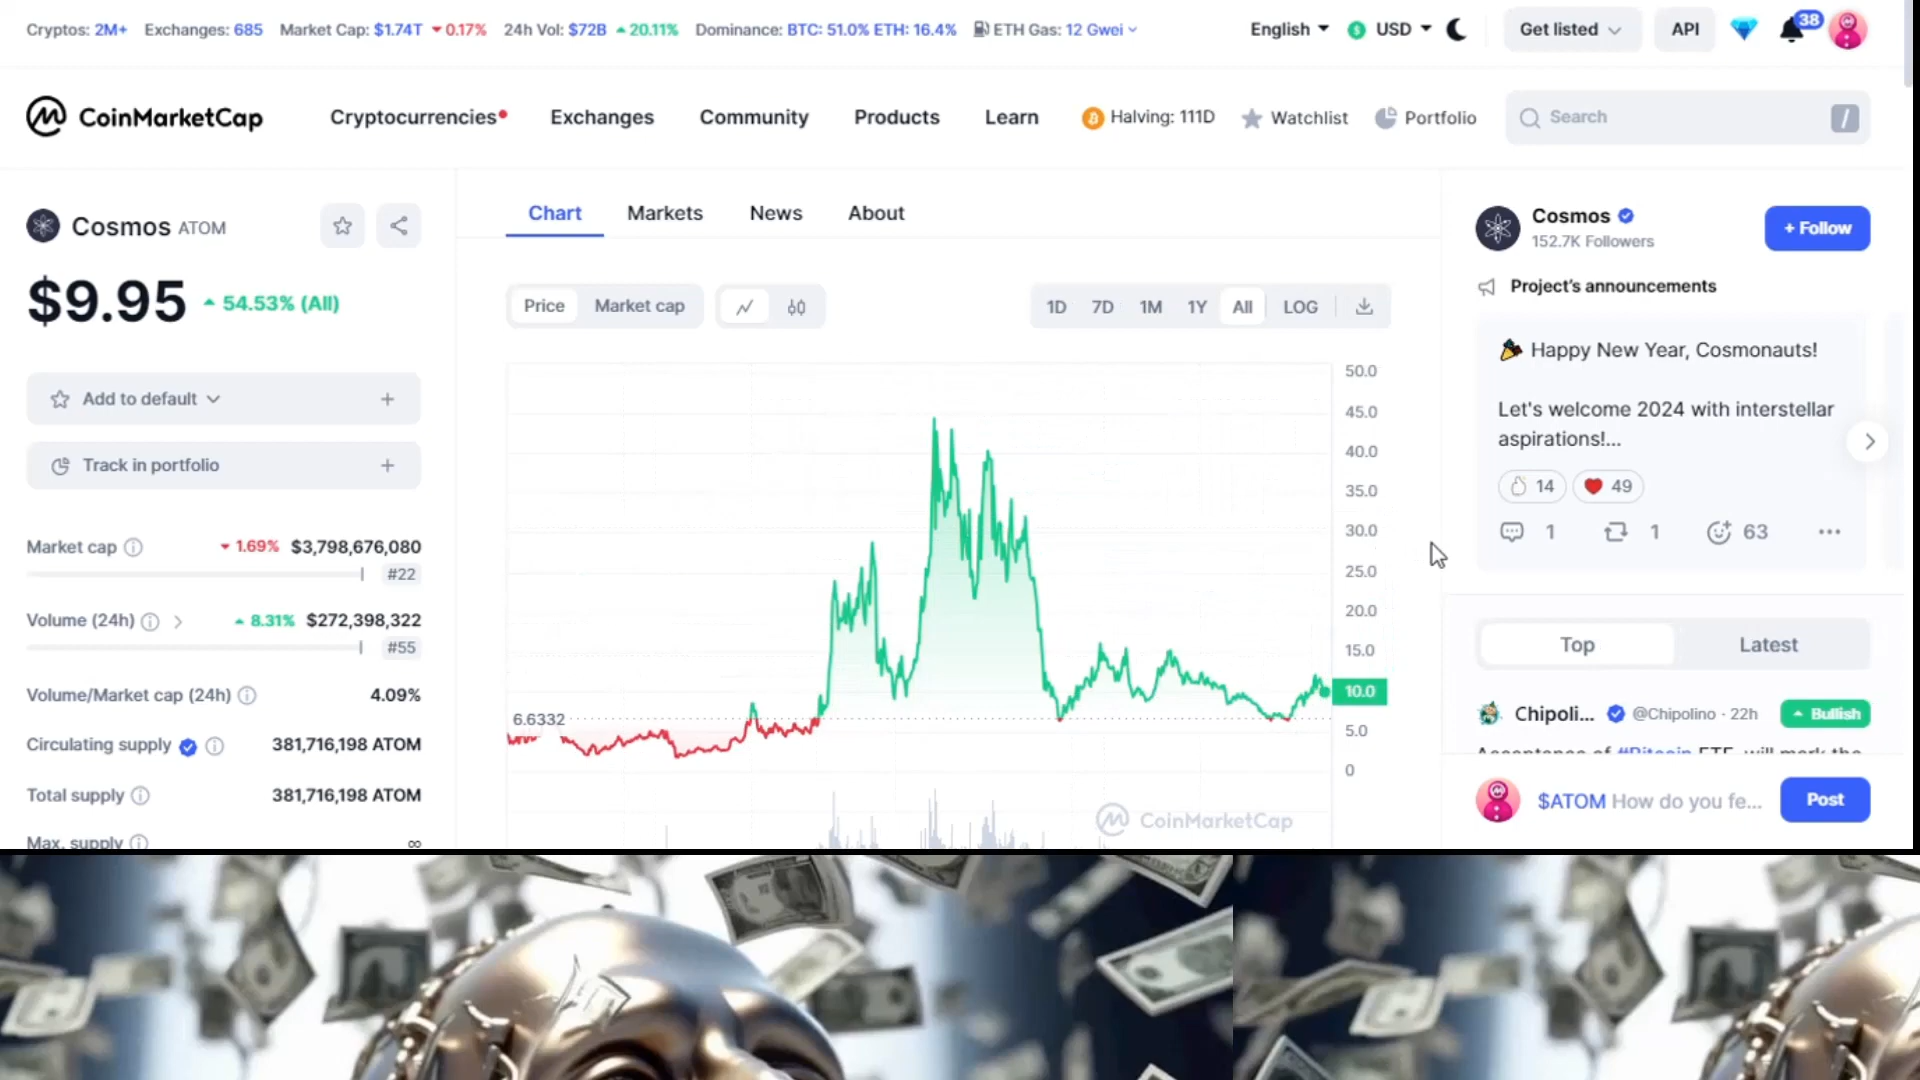 Cryptos: 2M+ Exchanges: 685 Market Cap: $1.74T 0.17% 24h Vol: $72B 20.11% Dominance: BTC: 51.0% ETH: 16.4% ETH Gas: 12 Gwei English USD Get listed API 38
CoinMarketCap Cryptocurrencies Exchanges Community Products Learn Halving: 111D Watchlist Portfolio Search /
Cosmos ATOM
$9.95 54.53% (All)
Add to default +
Track in portfolio +
Market cap 1.69% $3,798,676,080
#22
Volume (24h) 8.31% $272,398,322
#55
Volume/Market cap (24h) 4.09%
Circulating supply 381,716,198 ATOM
Total supply 381,716,198 ATOM
Max. supply ∞
Chart Markets News About
Price Market cap 1D 7D 1M 1Y All LOG
50.0
45.0
40.0
35.0
30.0
25.0
20.0
15.0
10.0
6.6332
5.0
0
CoinMarketCap
Cosmos
152.7K Followers
+ Follow
Project's announcements
Happy New Year, Cosmonauts!
Let's welcome 2024 with interstellar
aspirations!...
14 49
1 1 63
Top Latest
Chipoli... @Chipolino · 22h Bullish
Acceptance of #Bitcoin ETF will mark the
$ATOM How do you fe... Post